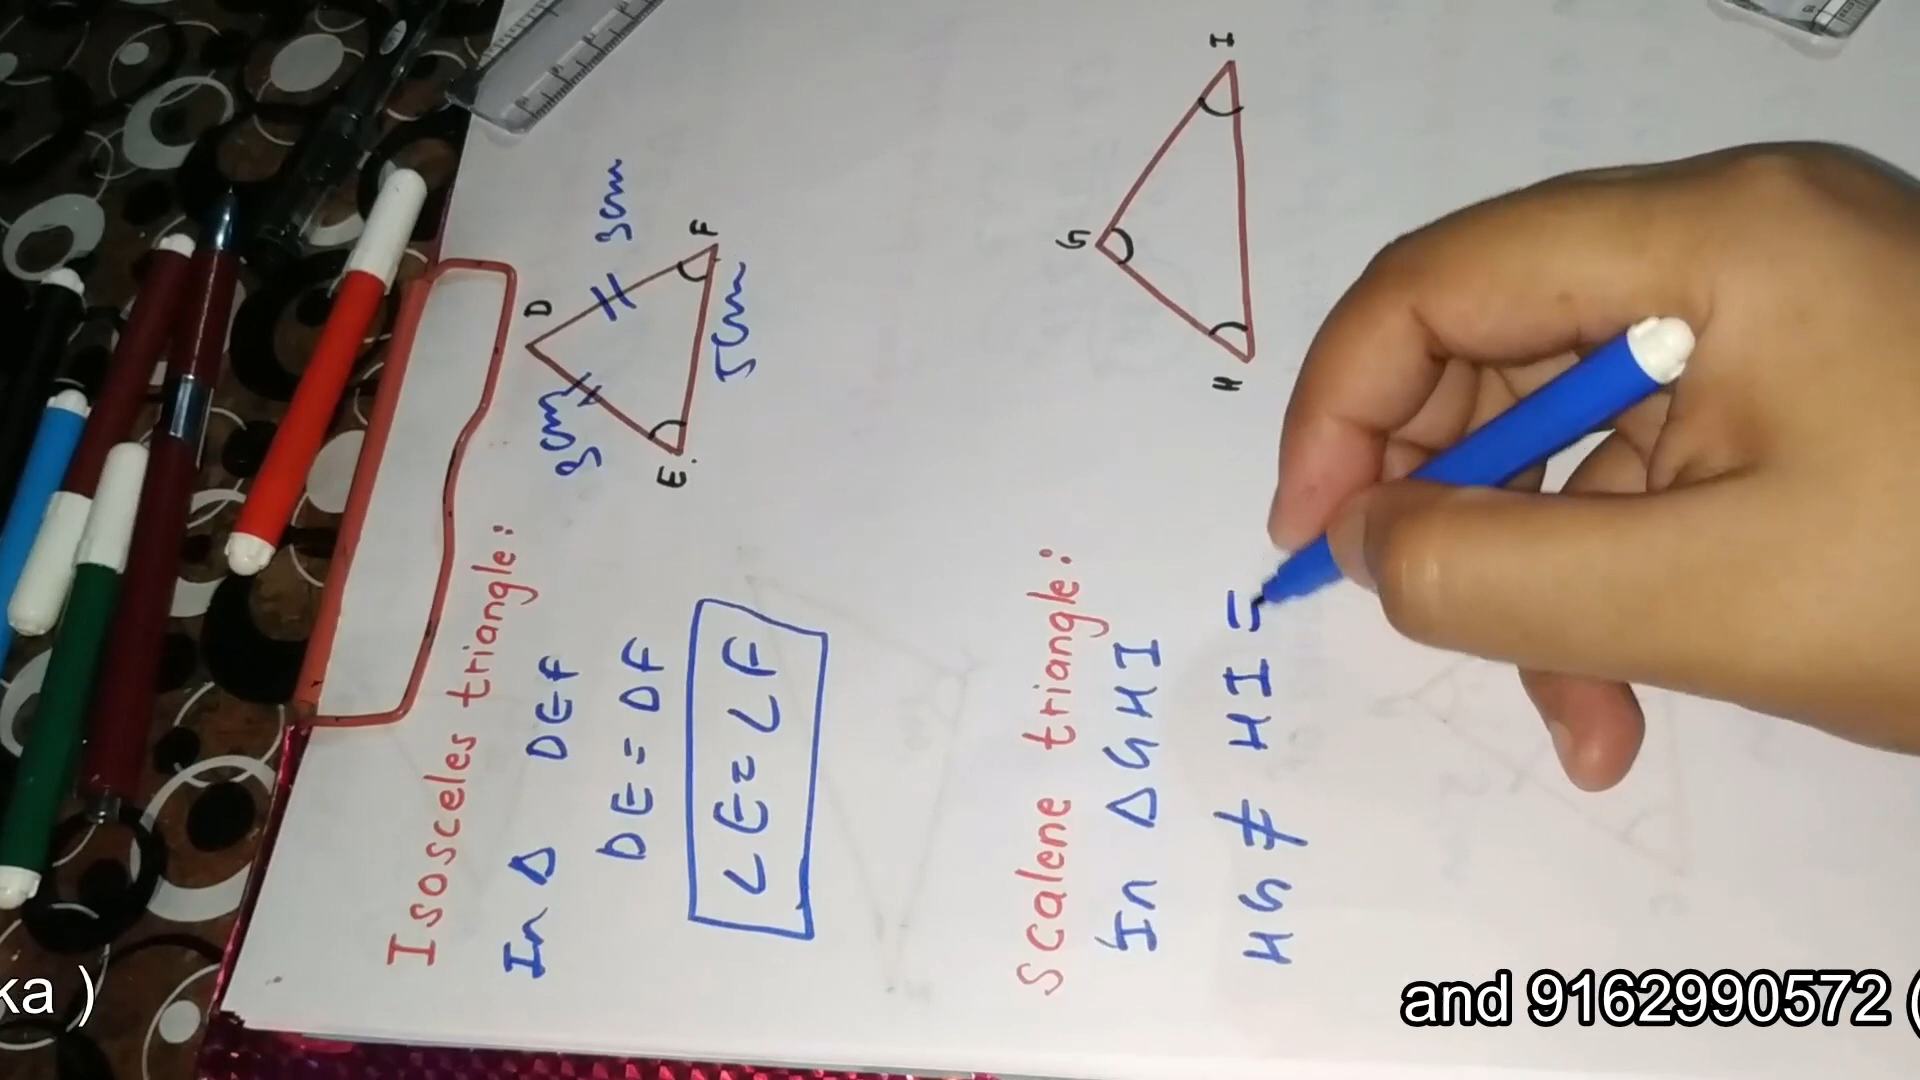 Isosceles triangle:
In Δ DEF
DE = DF
∠E = ∠F
D
E
F
3cm
3cm
5cm
Scalene triangle:
In Δ GHI
HG ≠ HI =
G
H
I
ka )
and 9162990572 (